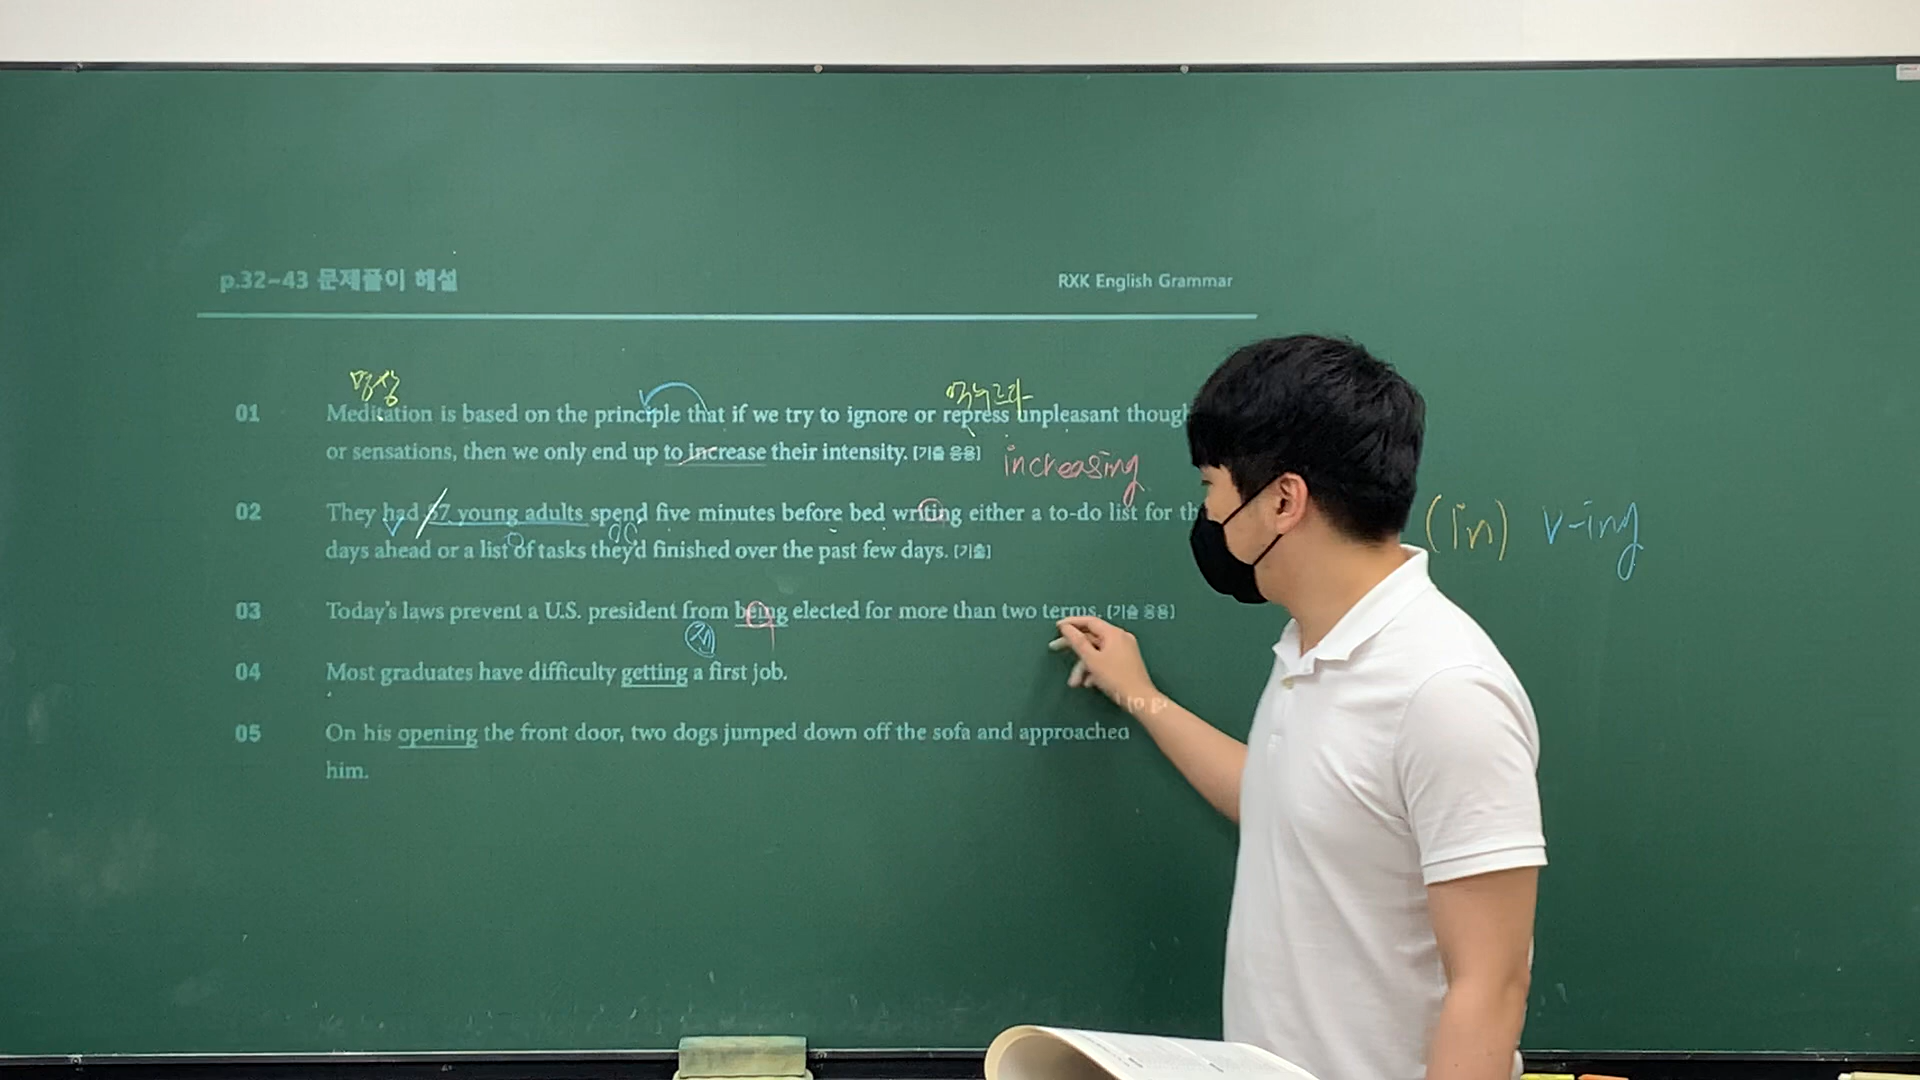 p.32-43 문제풀이 해설
RXK English Grammar
명상
억누르다
01 Meditation is based on the principle that if we try to ignore or repress unpleasant
or sensations, then we only end up to increase their intensity. [기출 응용]
increasing
02 They had 67 young adults spend five minutes before bed writing either a to-do list for
days ahead or a list of tasks they'd finished over the past few days. [기출]
(in) v-ing
03 Today's laws prevent a U.S. president from being elected for more than two terms. [기출 응용]
전
04 Most graduates have difficulty getting a first job.
05 On his opening the front door, two dogs jumped down off the sofa and approached
him.